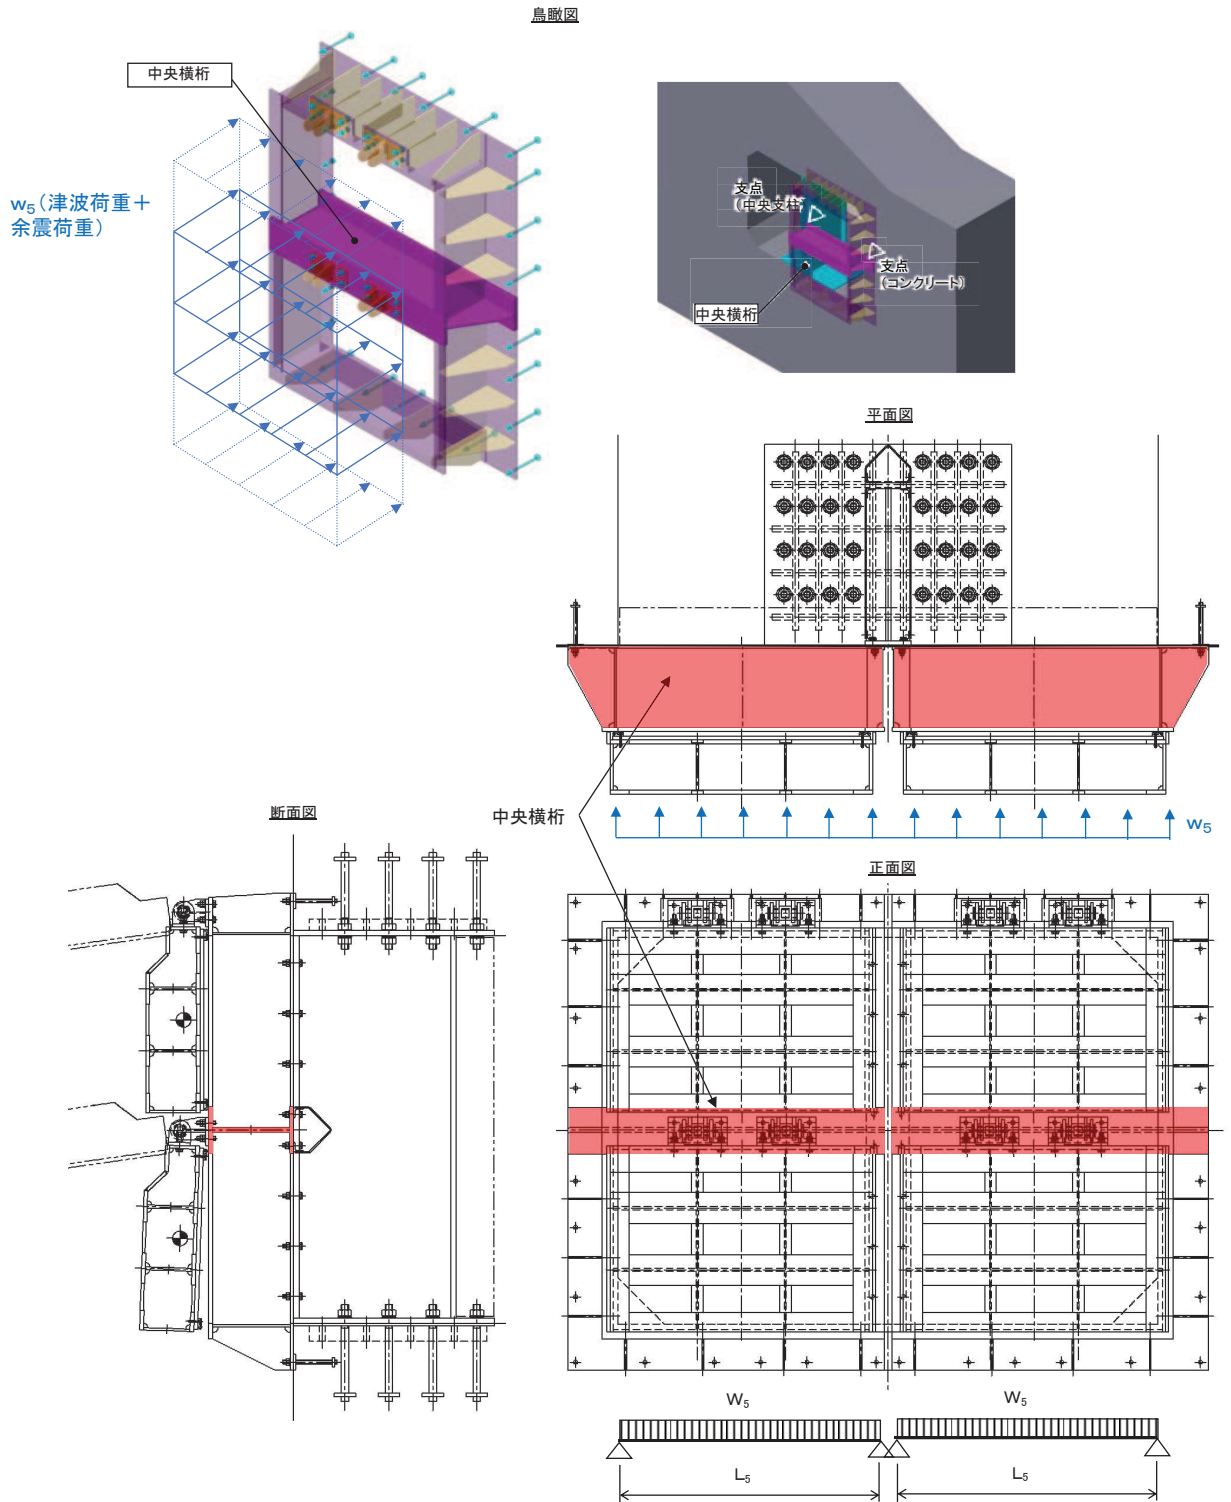 鳥瞰図
中央横桁
w₅(津波荷重+
余震荷重)
支点
(中央支柱)
支点
(コンクリート)
中央横桁
平面図
w₅
中央横桁
断面図
正面図
W₅
W₅
L₅
L₅